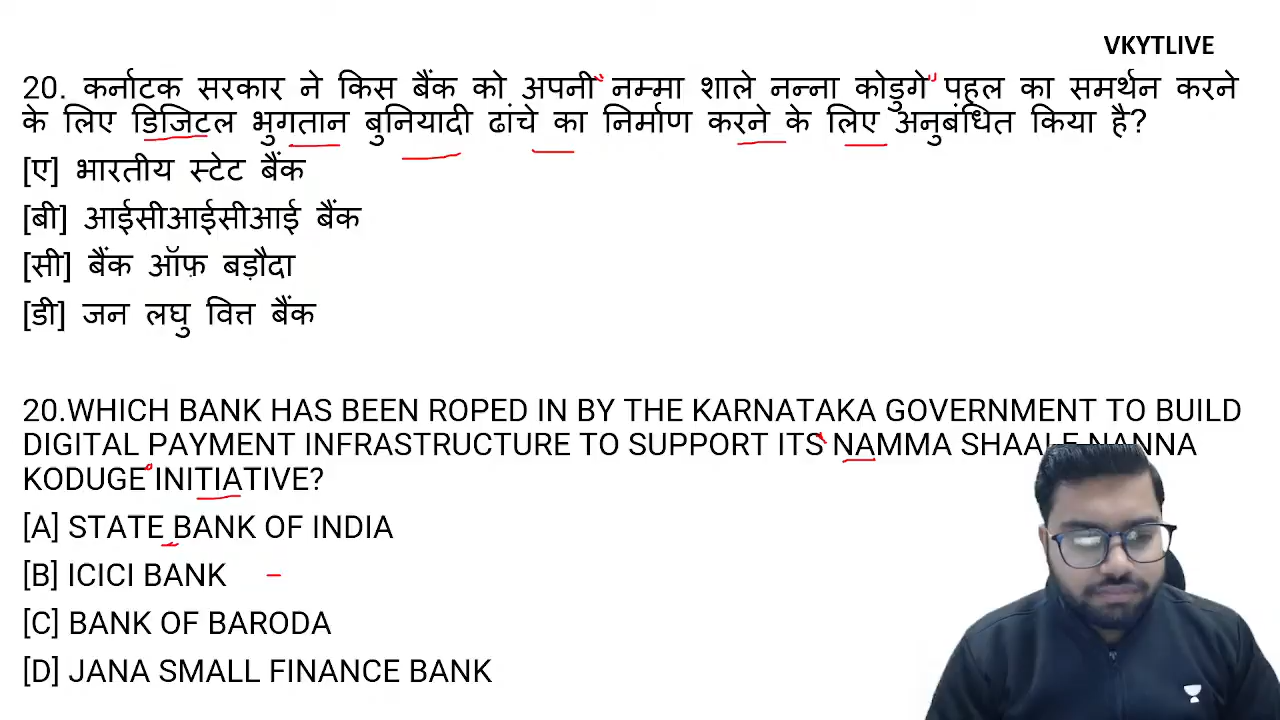 VKYTLIVE
20. कर्नाटक सरकार ने किस बैंक को अपनी नम्मा शाले नन्ना कोडुगे पहल का समर्थन करने
के लिए डिजिटल भुगतान बुनियादी ढांचे का निर्माण करने के लिए अनुबंधित किया है?
[ए] भारतीय स्टेट बैंक
[बी] आईसीआईसीआई बैंक
[सी] बैंक ऑफ़ बड़ौदा
[डी] जन लघु वित्त बैंक
20.WHICH BANK HAS BEEN ROPED IN BY THE KARNATAKA GOVERNMENT TO BUILD
DIGITAL PAYMENT INFRASTRUCTURE TO SUPPORT ITS NAMMA SHAALE NANNA
KODUGE INITIATIVE?
[A] STATE BANK OF INDIA
[B] ICICI BANK
[C] BANK OF BARODA
[D] JANA SMALL FINANCE BANK